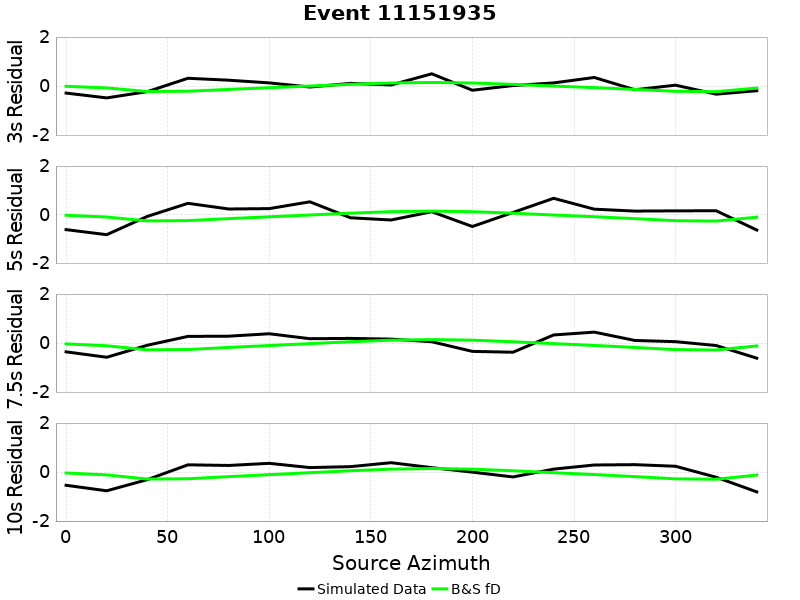 Event 11151935
3s Residual
2
0
-2
5s Residual
2
0
-2
7.5s Residual
2
0
-2
10s Residual
2
0
-2
0 50 100 150 200 250 300
Source Azimuth
Simulated Data B&S fD